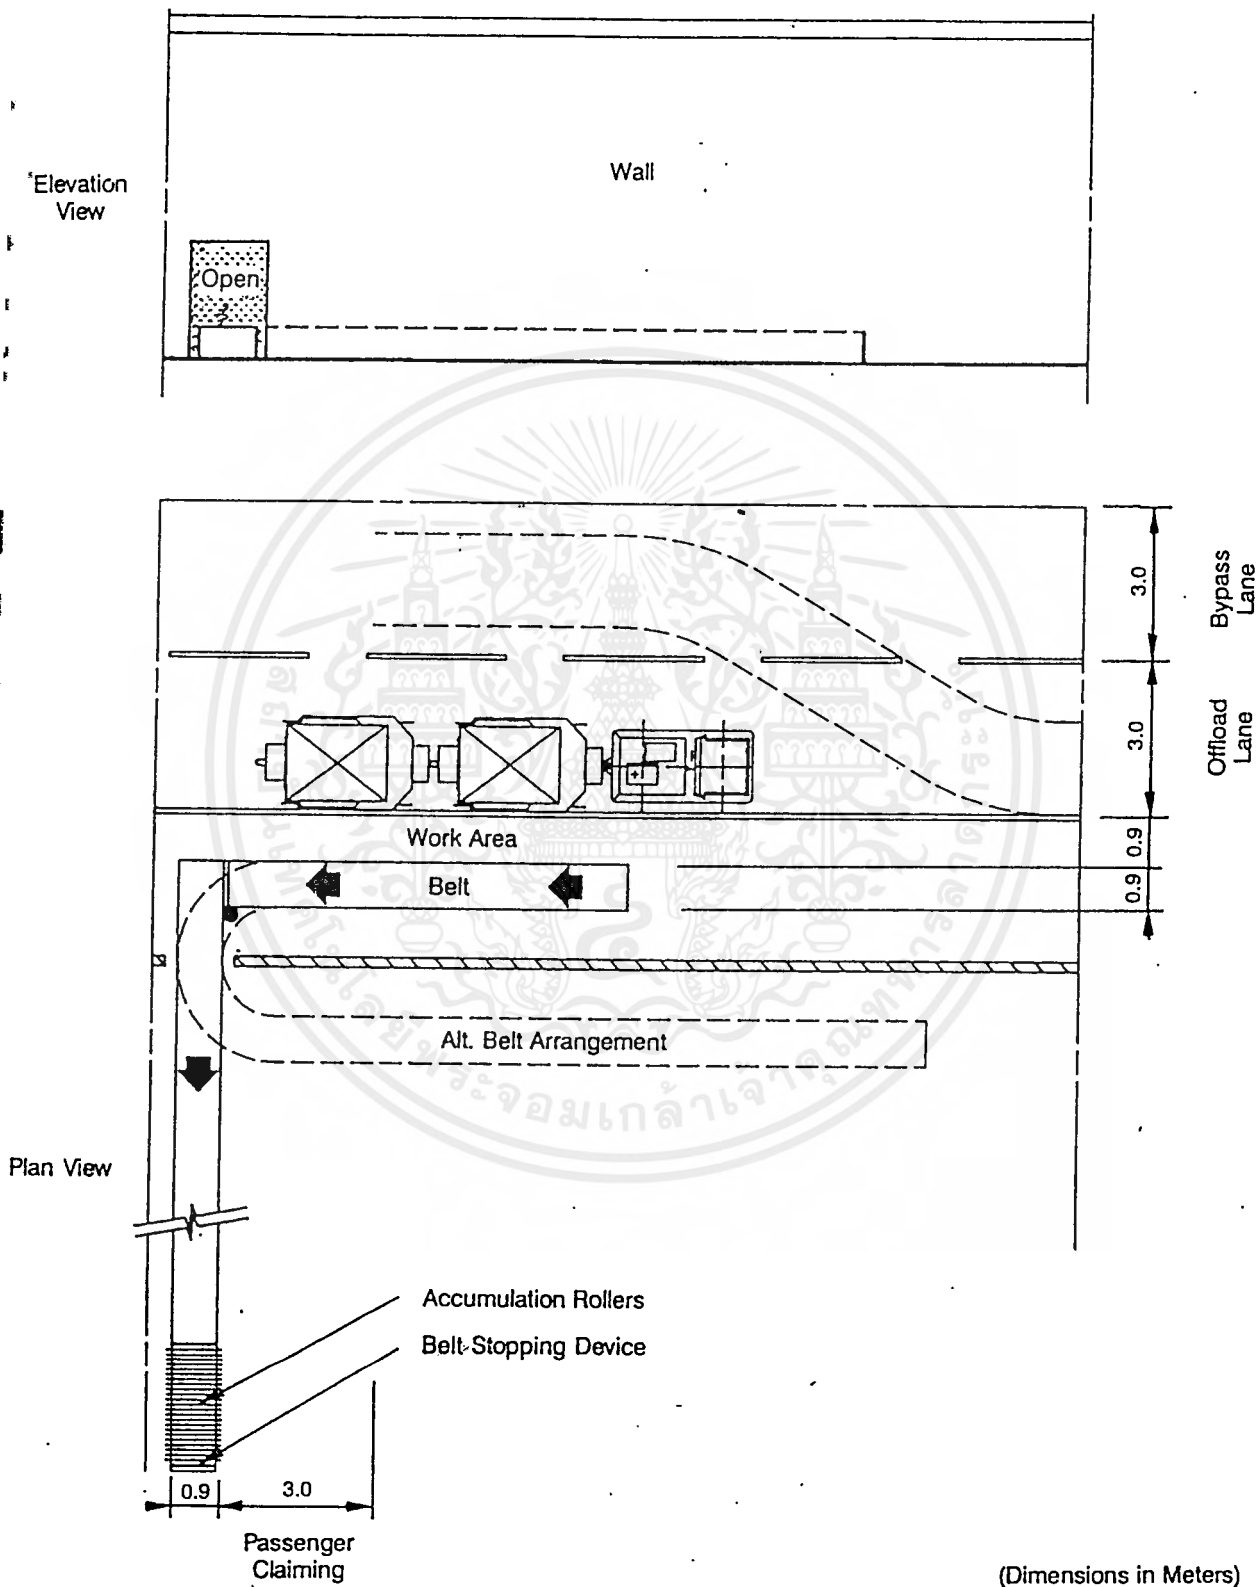 Elevation
View
Wall
Open
3.0
Bypass
Lane
3.0
Offload
Lane
Work Area
0.9
Belt
0.9
Alt. Belt Arrangement
Plan View
Accumulation Rollers
Belt Stopping Device
0.9
3.0
Passenger
Claiming
(Dimensions in Meters)